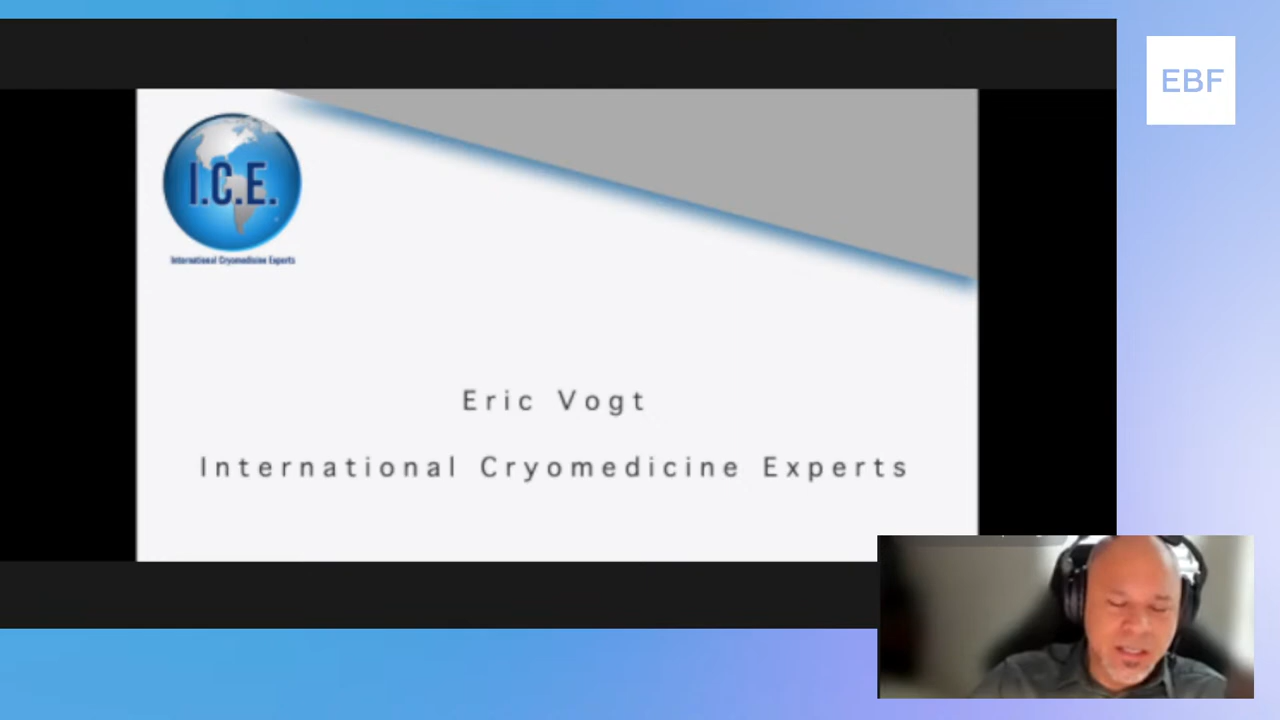 EBF
I.C.E.
International Cryomedicine Experts
Eric Vogt
International Cryomedicine Experts